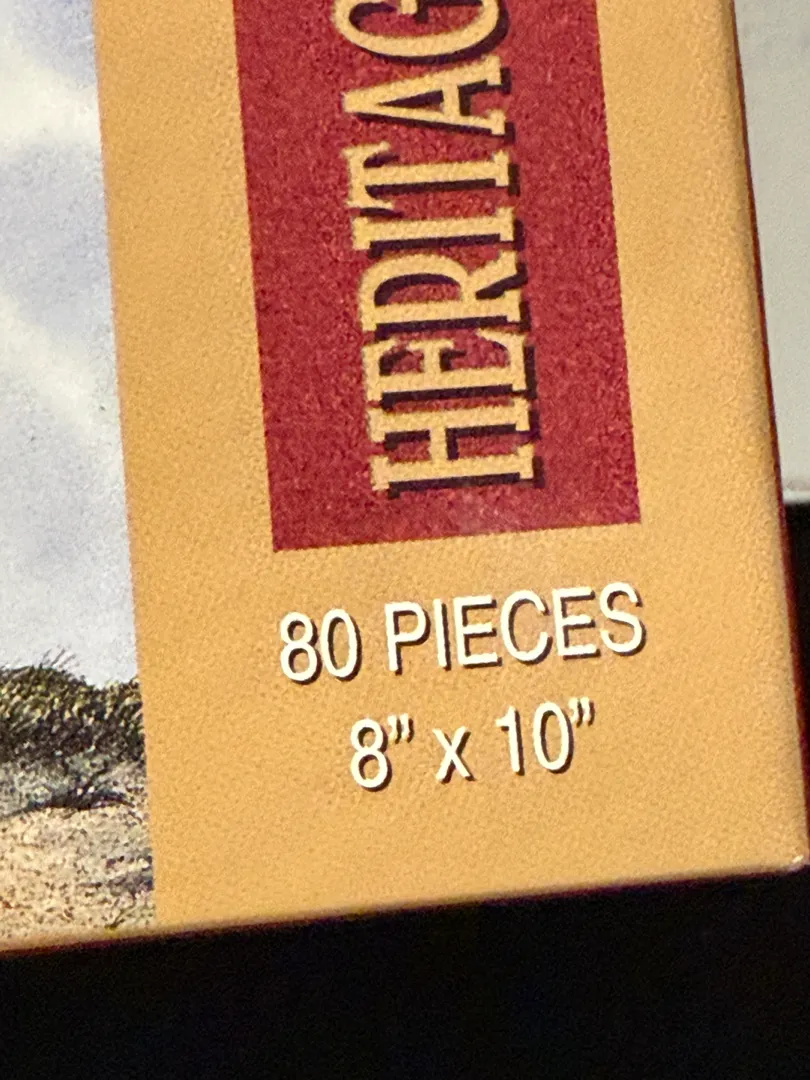 HERITAG
80 PIECES
8” x 10”